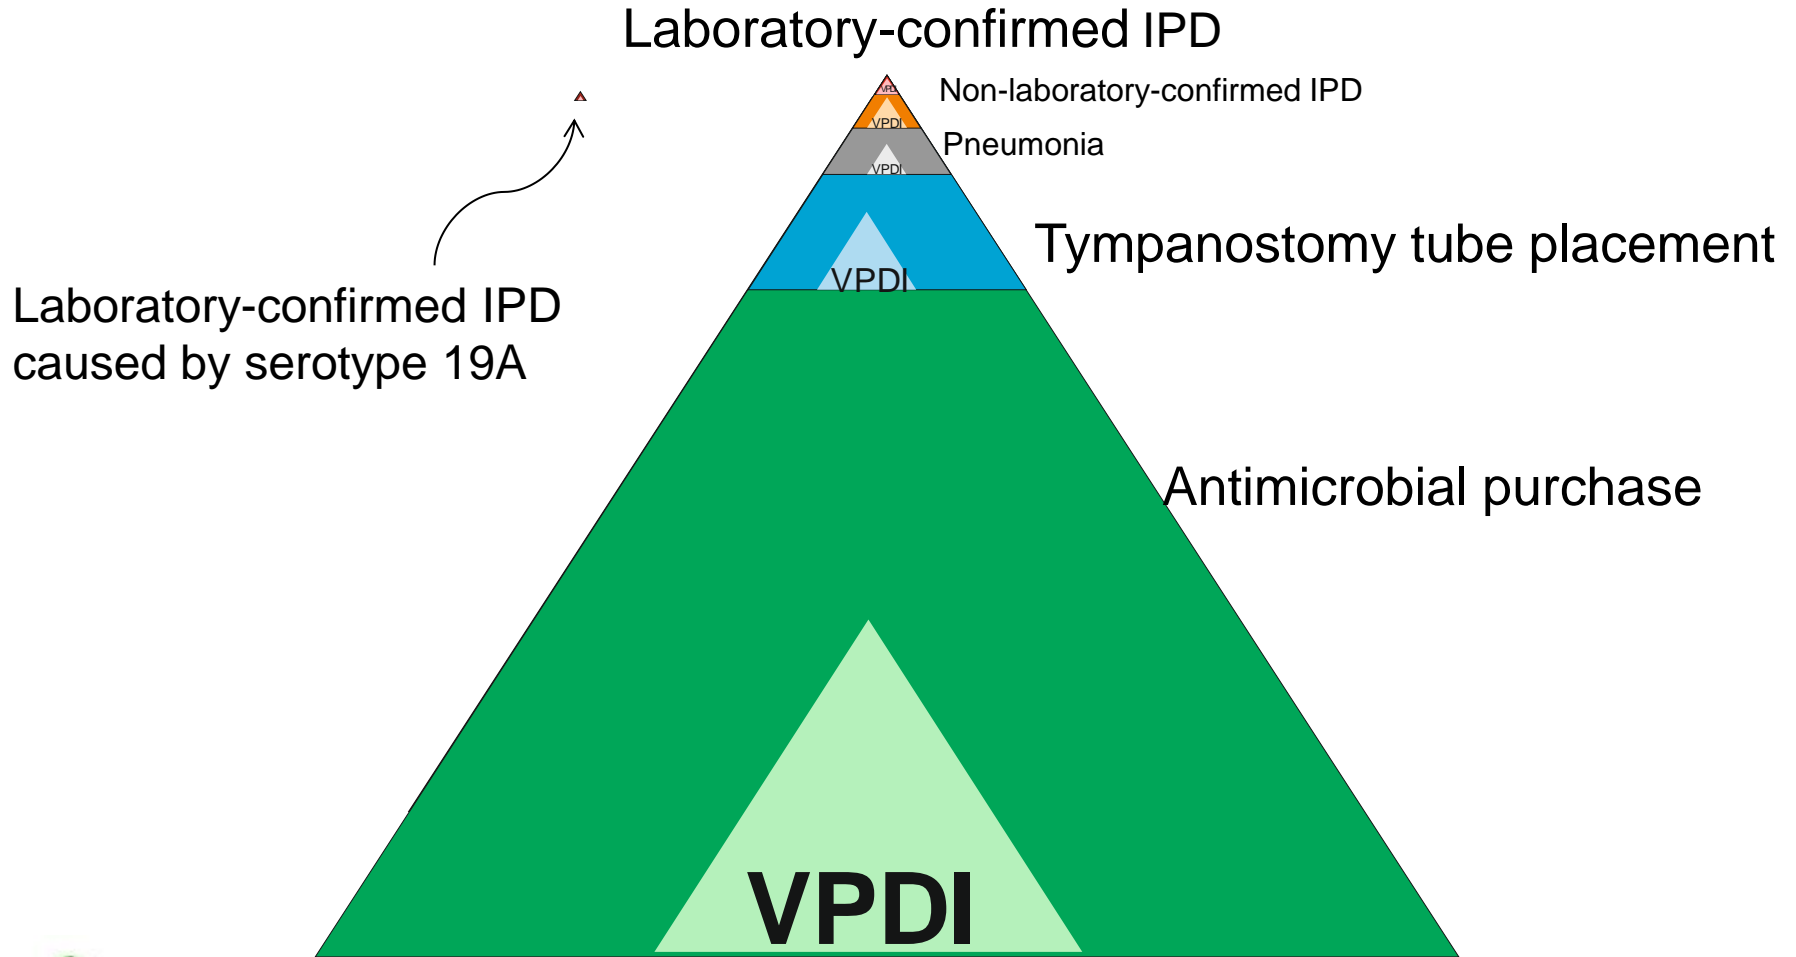 Laboratory-confirmed IPD
VPDI
Non-laboratory-confirmed IPD
VPDI
Pneumonia
VPDI
Tympanostomy tube placement
VPDI
Laboratory-confirmed IPD
caused by serotype 19A
Antimicrobial purchase
VPDI